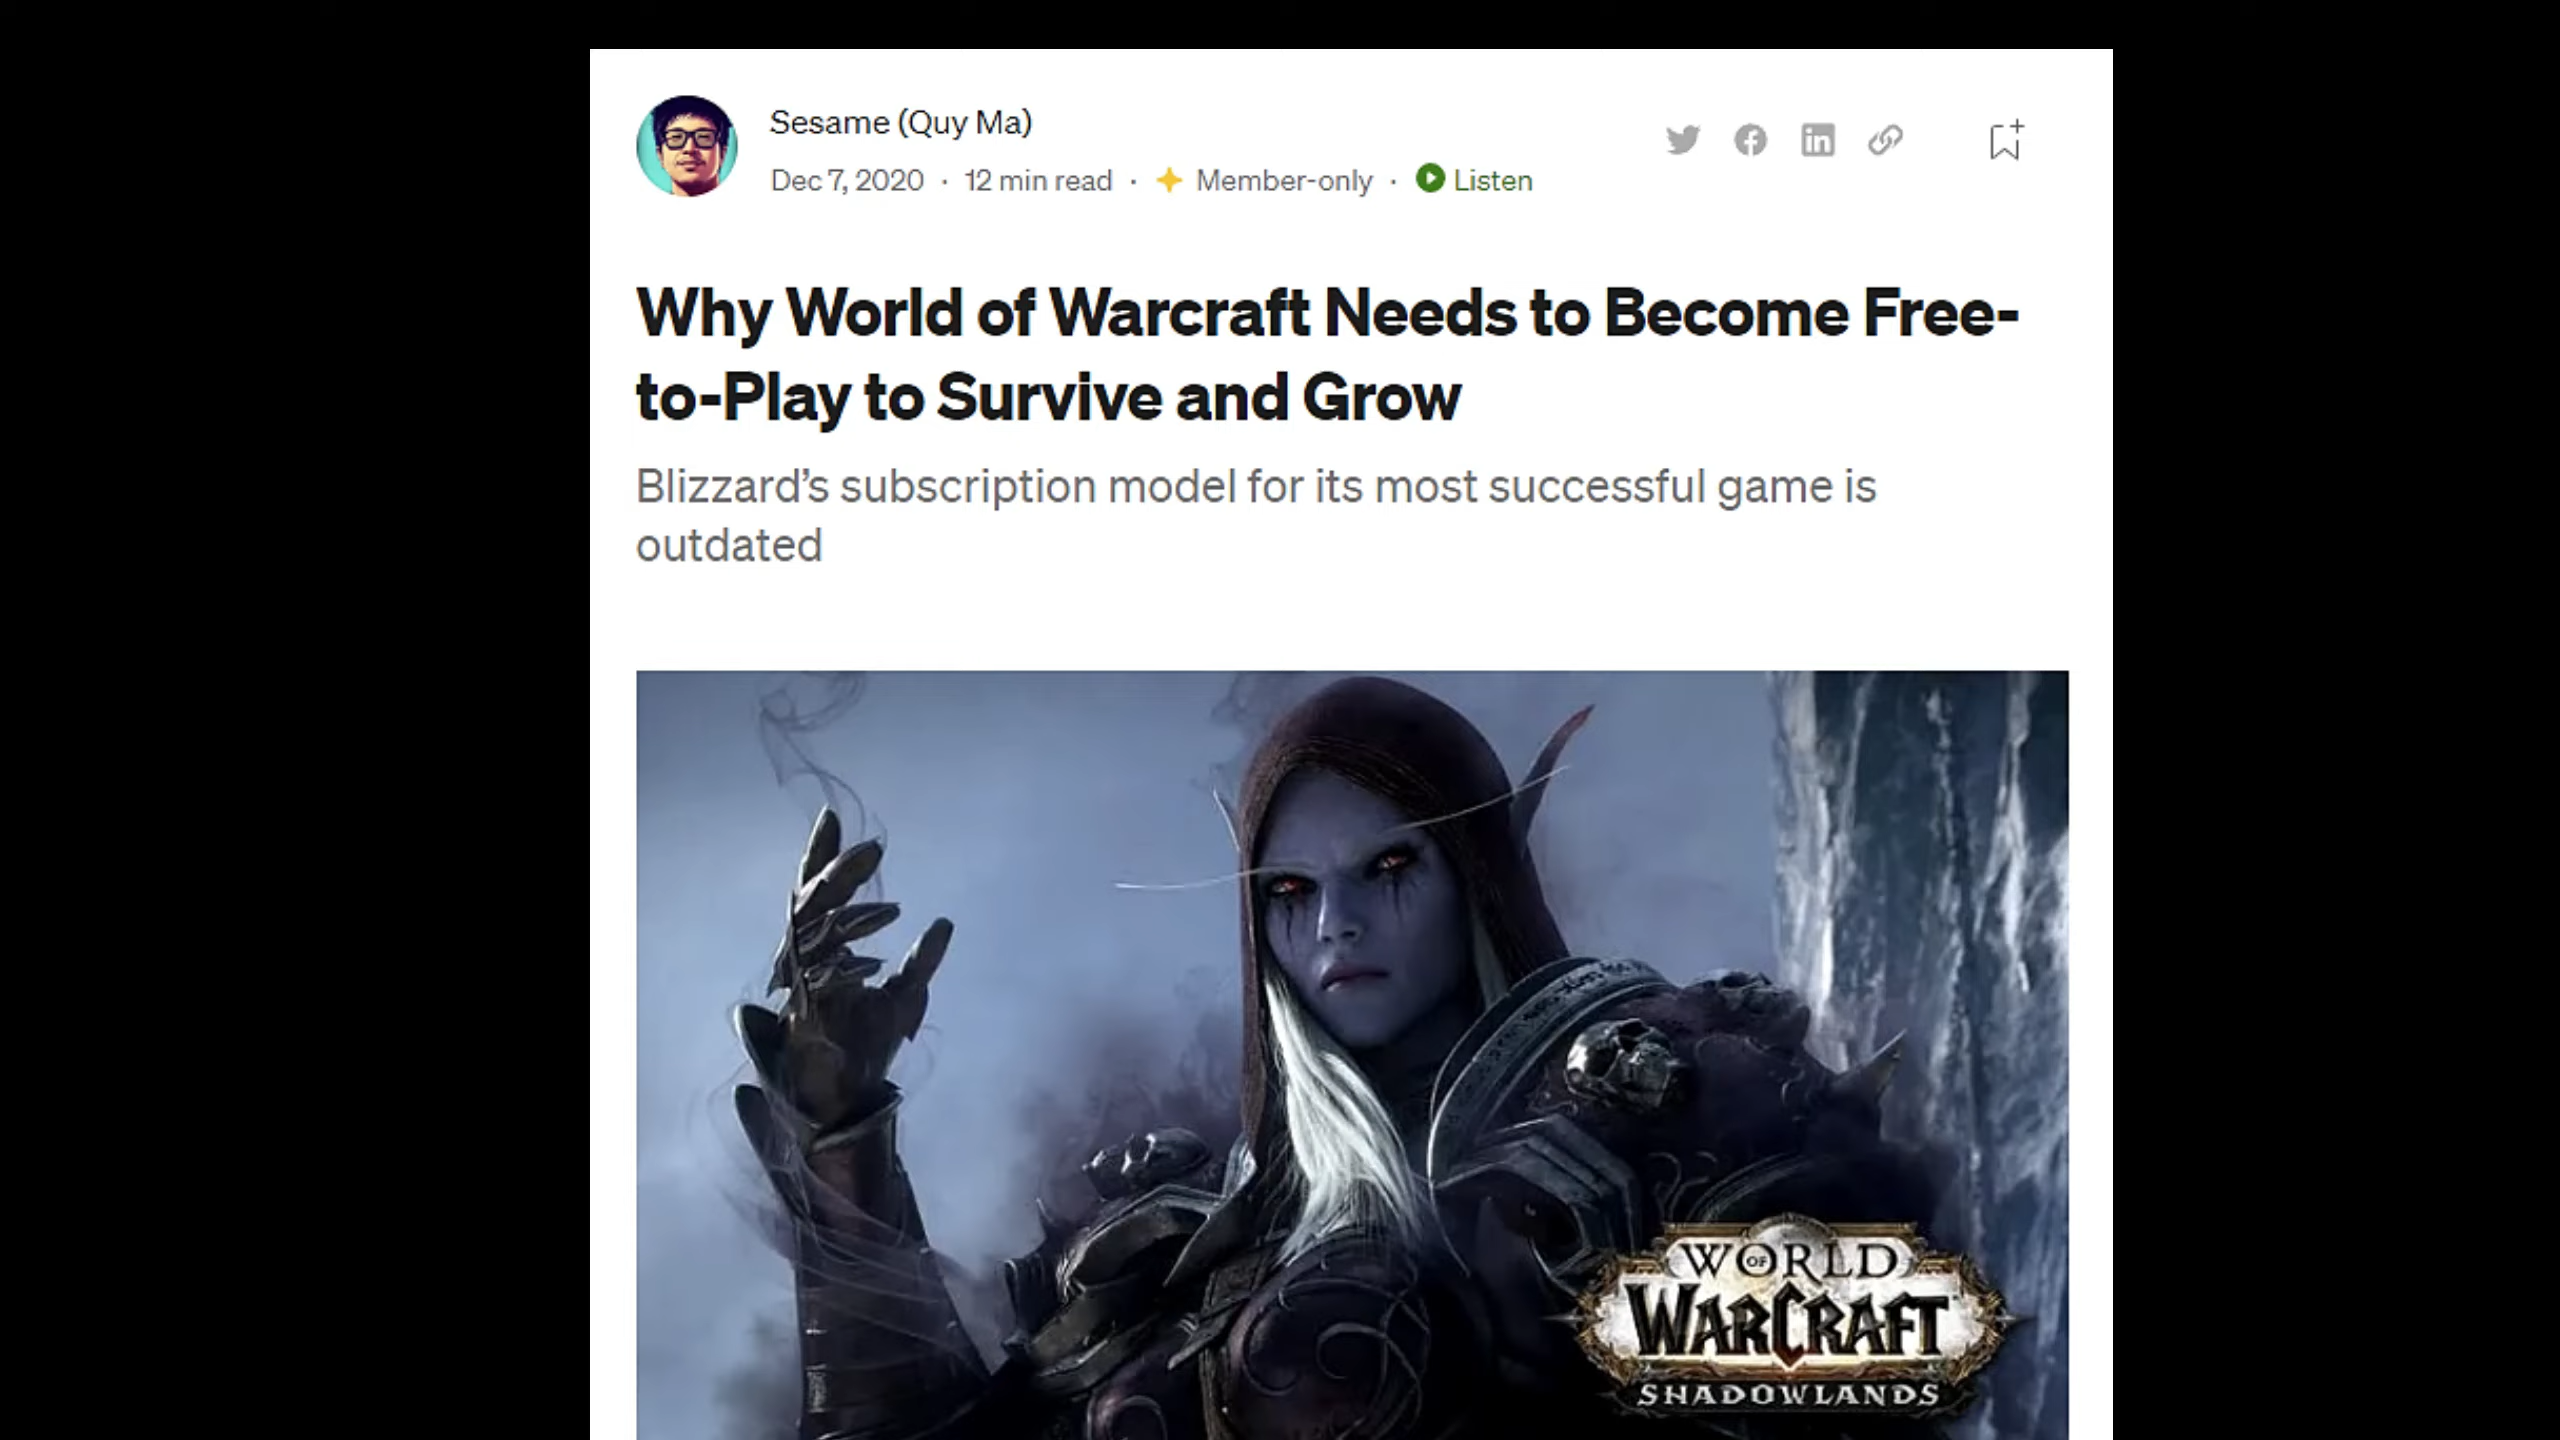 Sesame (Quy Ma)
Dec 7, 2020 · 12 min read · Member-only · Listen
Why World of Warcraft Needs to Become Free-
to-Play to Survive and Grow
Blizzard’s subscription model for its most successful game is
outdated
WORLD
OF
WARCRAFT
SHADOWLANDS